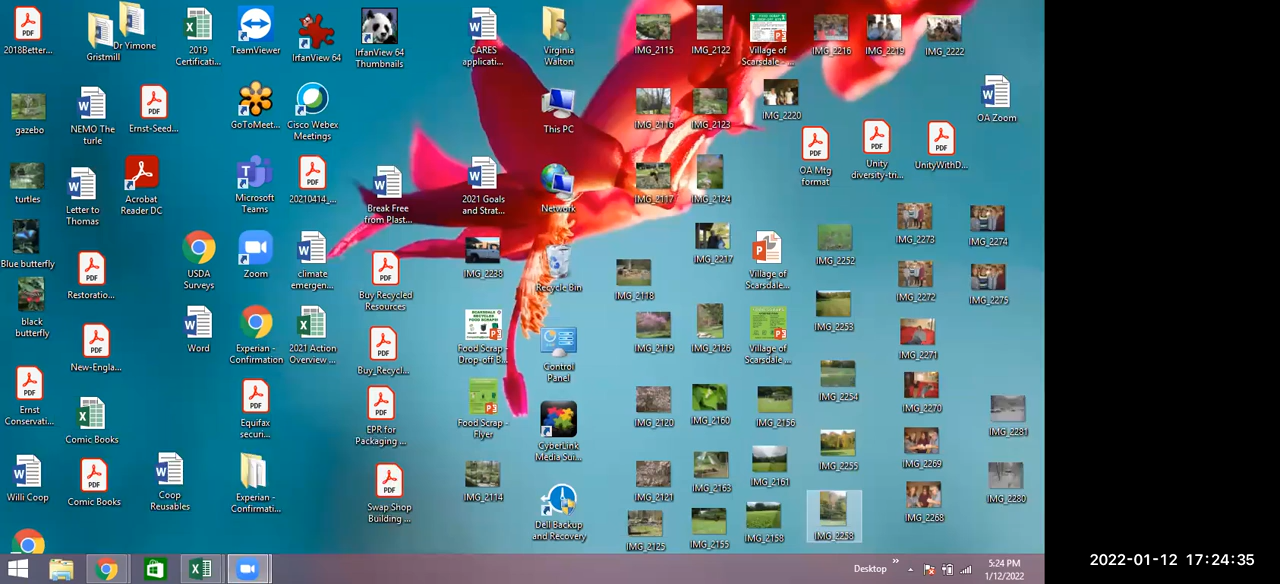 2018Better...
Gristmill
Dr Yimone
2019
Certificati...
TeamViewer
IrfanView 64
IrfanView 64
Thumbnails
CARES
applicati...
Virginia
Walton
IMG_2115
IMG_2122
Village of
Scarsdale - ...
IMG_2216
IMG_2219
IMG_2222
gazebo
NEMO The
turle
Ernst-Seed...
GoToMeet...
Cisco Webex
Meetings
This PC
IMG_2116
IMG_2123
IMG_2220
OA Zoom
turtles
Letter to
Thomas
Acrobat
Reader DC
Microsoft
Teams
20210414_...
Break Free
from Plast...
2021 Goals
and Strat...
Network
IMG_2117
IMG_2124
OA Mtg
format
Unity
diversity-tri...
UnityWithD...
Blue butterfly
Restoratio...
USDA
Surveys
Zoom
climate
emergen...
Buy Recycled
Resources
IMG_2238
Recycle Bin
IMG_2118
IMG_2217
Village of
Scarsdale...
IMG_2252
IMG_2273
IMG_2274
black
butterfly
New-Engla...
Word
Experian -
Confirmation
2021 Action
Overview ...
Buy_Recycl...
Food Scrap -
Drop-off B...
Control
Panel
IMG_2119
IMG_2126
Village of
Scarsdale ...
IMG_2253
IMG_2272
IMG_2275
IMG_2271
Ernst
Conservati...
Comic Books
Equifax
securi...
EPR for
Packaging ...
Food Scrap -
Flyer
CyberLink
Media Sui...
IMG_2120
IMG_2160
IMG_2156
IMG_2254
IMG_2270
IMG_2281
Willi Coop
Comic Books
Coop
Reusables
Experian -
Confirmati...
Swap Shop
Building ...
IMG_2114
Dell Backup
and Recovery
IMG_2121
IMG_2163
IMG_2161
IMG_2255
IMG_2269
IMG_2280
IMG_2125
IMG_2155
IMG_2158
IMG_2258
IMG_2268
Desktop
5:24 PM
1/12/2022
2022-01-12 17:24:35